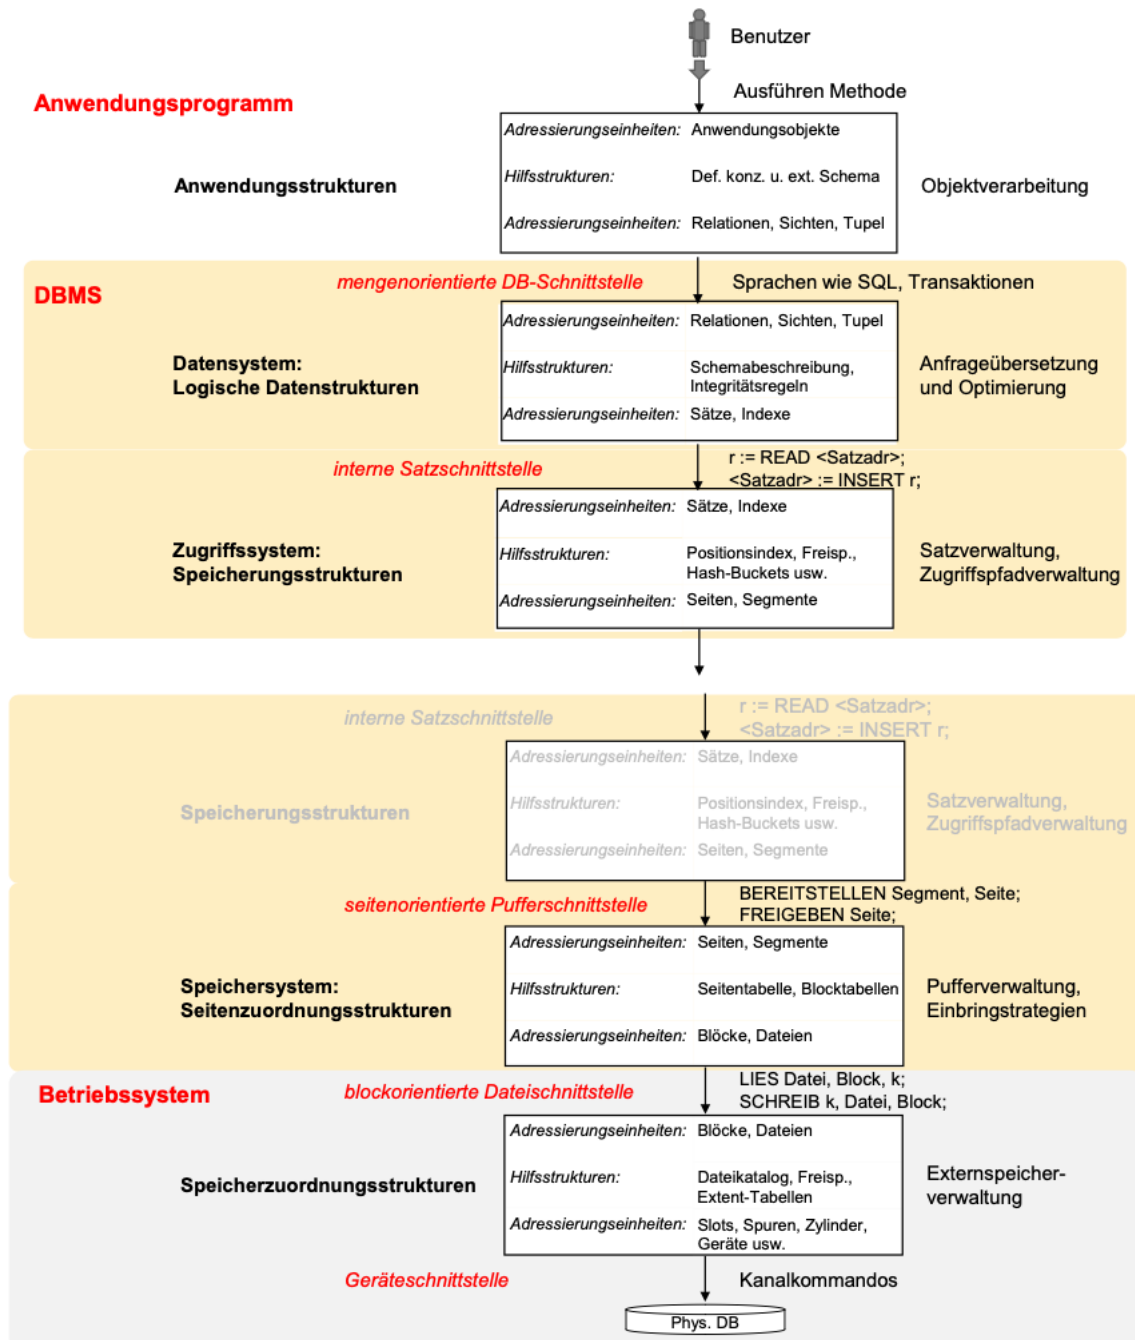 Benutzer
Ausführen Methode
Anwendungsprogramm
Adressierungseinheiten: Anwendungsobjekte
Anwendungsstrukturen
Hilfsstrukturen: Def. konz. u. ext. Schema
Objektverarbeitung
Adressierungseinheiten: Relationen, Sichten, Tupel
DBMS
mengenorientierte DB-Schnittstelle
Sprachen wie SQL, Transaktionen
Adressierungseinheiten: Relationen, Sichten, Tupel
Datensystem:
Logische Datenstrukturen
Hilfsstrukturen: Schemabeschreibung,
Integritätsregeln
Anfrageübersetzung
und Optimierung
Adressierungseinheiten: Sätze, Indexe
interne Satzschnittstelle
r := READ <Satzadr>;
<Satzadr> := INSERT r;
Adressierungseinheiten: Sätze, Indexe
Zugriffssystem:
Speicherungsstrukturen
Hilfsstrukturen: Positionsindex, Freisp.,
Hash-Buckets usw.
Satzverwaltung,
Zugriffspfadverwaltung
Adressierungseinheiten: Seiten, Segmente
interne Satzschnittstelle
r := READ <Satzadr>;
<Satzadr> := INSERT r;
Adressierungseinheiten: Sätze, Indexe
Speicherungsstrukturen
Hilfsstrukturen: Positionsindex, Freisp.,
Hash-Buckets usw.
Satzverwaltung,
Zugriffspfadverwaltung
Adressierungseinheiten: Seiten, Segmente
seitenorientierte Pufferschnittstelle
BEREITSTELLEN Segment, Seite;
FREIGEBEN Seite;
Adressierungseinheiten: Seiten, Segmente
Speichersystem:
Seitenzuordnungsstrukturen
Hilfsstrukturen: Seitentabelle, Blocktabellen
Pufferverwaltung,
Einbringstrategien
Adressierungseinheiten: Blöcke, Dateien
Betriebssystem
blockorientierte Dateischnittstelle
LIES Datei, Block, k;
SCHREIB k, Datei, Block;
Adressierungseinheiten: Blöcke, Dateien
Speicherzuordnungsstrukturen
Hilfsstrukturen: Dateikatalog, Freisp.,
Extent-Tabellen
Externspeicher-
verwaltung
Adressierungseinheiten: Slots, Spuren, Zylinder,
Geräte usw.
Geräteschnittstelle
Kanalkommandos
Phys. DB